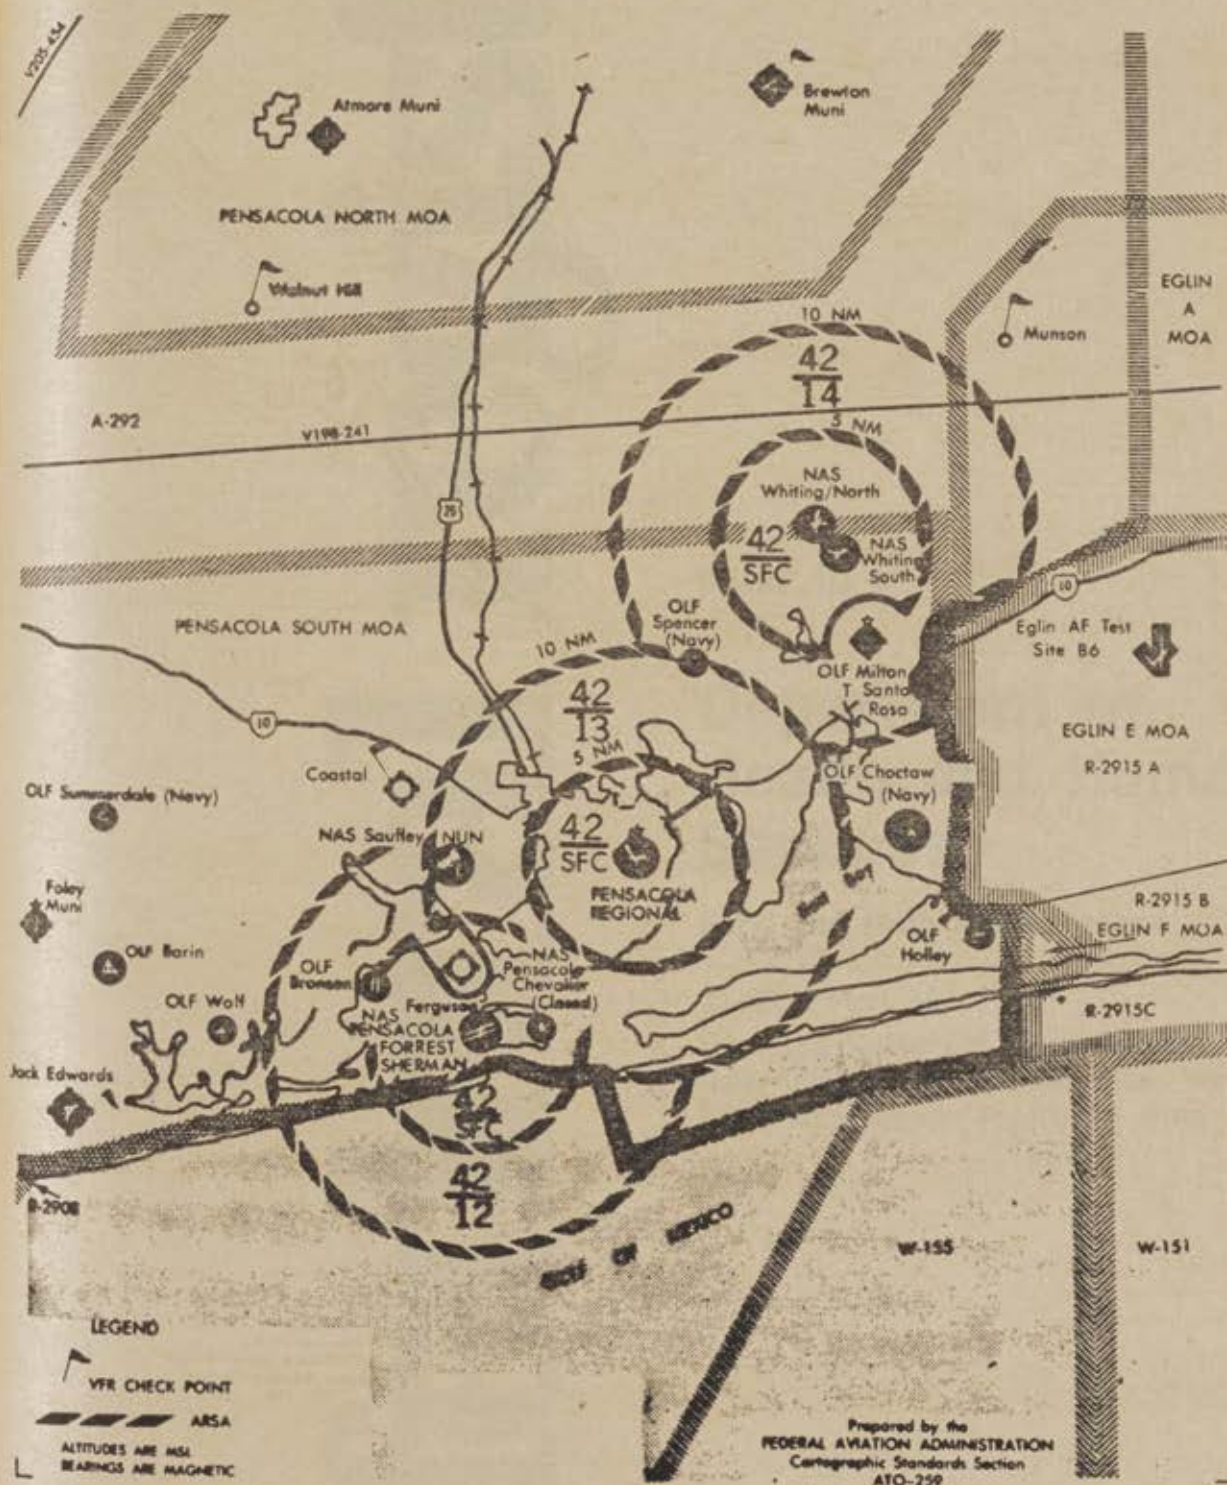 V205-454
Atmore Muni
Brewton
Muni
PENSACOLA NORTH MOA
Walnut Hill
EGLIN
A
MOA
Munson
10 NM
42
14
A-292
V198-241
5 NM
NAS
Whiting/North
42
SFC
NAS
Whiting
South
10
29
PENSACOLA SOUTH MOA
OLF
Spencer
(Navy)
Eglin AF Test
Site B6
10 NM
OLF Milton
T Santa
Rosa
42
13
10
5 NM
EGLIN E MOA
R-2915 A
Coastal
OLF Choctaw
(Navy)
OLF Summerdale (Navy)
NAS Saufley
NUN
42
SFC
PENSACOLA
REGIONAL
Foley
Muni
R-2915 B
EGLIN F MOA
OLF
Holley
OLF Barin
OLF
Bronson
NAS
Pensacola
Chevalier
(Closed)
Ferguson
OLF Wolf
NAS
PENSACOLA
FORREST
SHERMAN
R-2915C
Jack Edwards
42
SFC
42
12
R-2908
GULF OF MEXICO
W-155
W-151
LEGEND
VFR CHECK POINT
ARSA
ALTITUDES ARE MSL
BEARINGS ARE MAGNETIC
Prepared by the
FEDERAL AVIATION ADMINISTRATION
Cartographic Standards Section
ATO-259